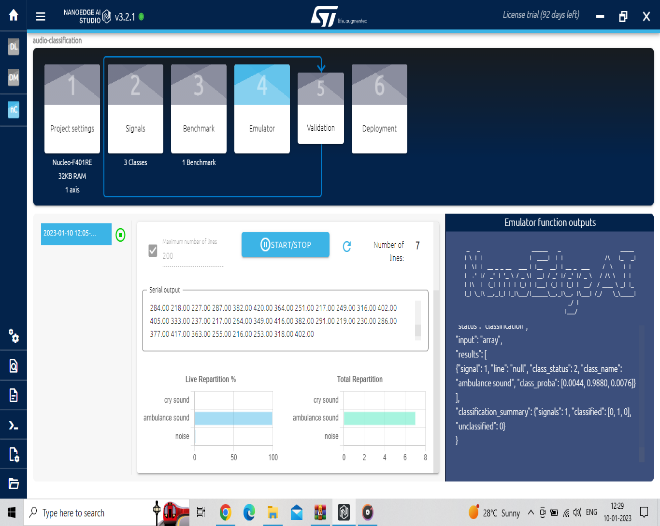 NANOEDGE AI
STUDIO
v3.2.1
life.augmented
License trial (92 days left)
audio-classification
1
2
3
4
5
6
Project settings
Signals
Benchmark
Emulator
Validation
Deployment
Nucleo-F401RE
3 Classes
1 Benchmark
32KB RAM
1 axis
2023-01-10 12:05-...
Maximum number of lines:
200
START/STOP
Number of
lines:
7
Serial output
284.00 218.00 227.00 287.00 352.00 420.00 364.00 251.00 217.00 249.00 316.00 402.00
405.00 333.00 237.00 217.00 264.00 349.00 416.00 382.00 291.00 219.00 230.00 286.00
377.00 417.00 363.00 255.00 216.00 253.00 318.00 402.00
Live Repartition %
cry sound
ambulance sound
noise
0 50 100
Total Repartition
cry sound
ambulance sound
noise
0 2 4 6 8
Emulator function outputs
"status": "classification",
"input": "array",
"results": [
{"signal": 1, "line": "null", "class_status": 2, "class_name":
"ambulance sound", "class_proba": [0.0044, 0.9880, 0.0076]}
],
"classification_summary": {"signals": 1, "classified": [0, 1, 0],
"unclassified": 0}
}
Type here to search
28°C Sunny
ENG
12:29
10-01-2023